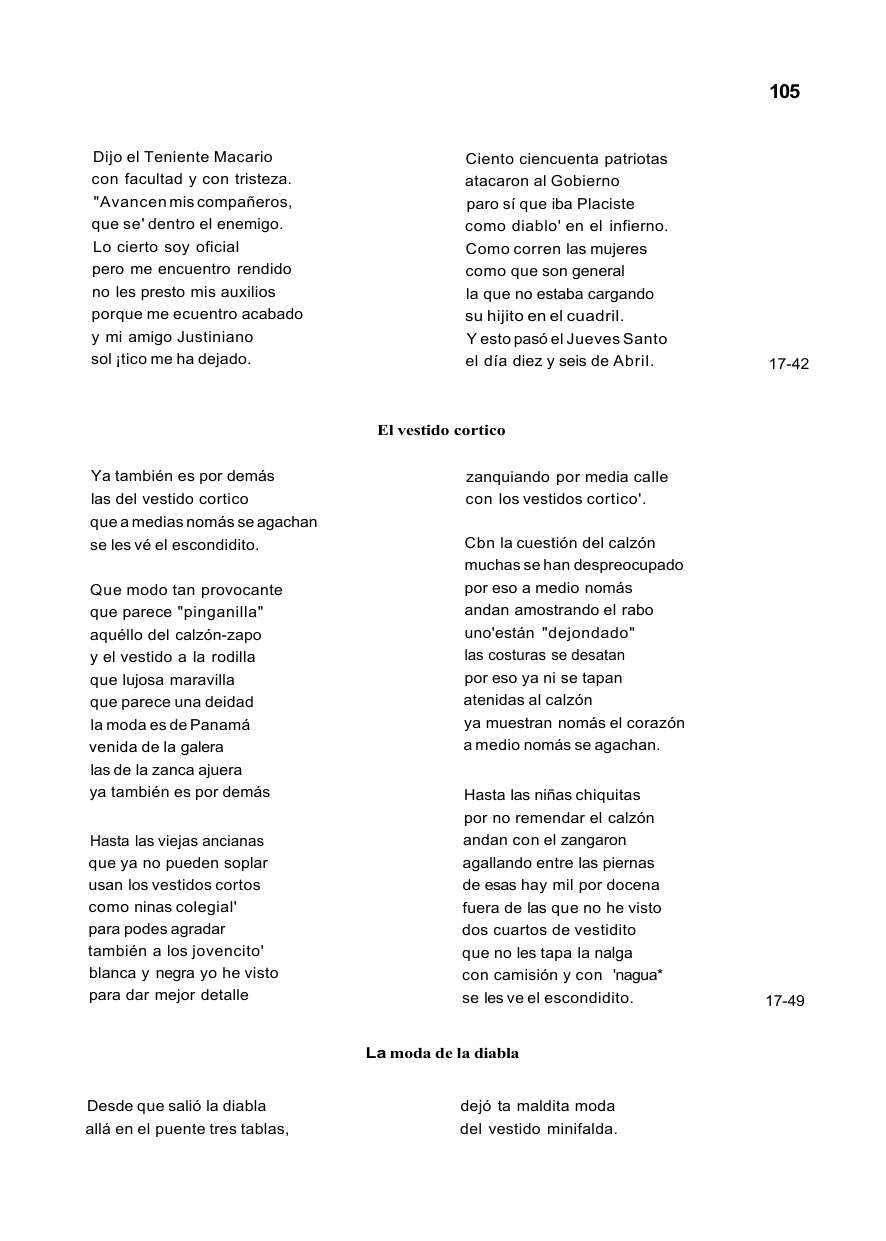 105
Dijo el Teniente Macario
con facultad y con tristeza.
"Avancen mis compañeros,
que se' dentro el enemigo.
Lo cierto soy oficial
pero me encuentro rendido
no les presto mis auxilios
porque me ecuentro acabado
y mi amigo Justiniano
sol ¡tico me ha dejado.
Ciento ciencuenta patriotas
atacaron al Gobierno
paro sí que iba Placiste
como diablo' en el infierno.
Como corren las mujeres
como que son general
la que no estaba cargando
su hijito en el cuadril.
Y esto pasó el Jueves Santo
el día diez y seis de Abril.
17-42
El vestido cortico
Ya también es por demás
las del vestido cortico
que a medias nomás se agachan
se les vé el escondidito.
Que modo tan provocante
que parece "pinganilla"
aquéllo del calzón-zapo
y el vestido a la rodilla
que lujosa maravilla
que parece una deidad
la moda es de Panamá
venida de la galera
las de la zanca ajuera
ya también es por demás
Hasta las viejas ancianas
que ya no pueden soplar
usan los vestidos cortos
como ninas colegial'
para podes agradar
también a los jovencito'
blanca y negra yo he visto
para dar mejor detalle
zanquiando por media calle
con los vestidos cortico'.
Cbn la cuestión del calzón
muchas se han despreocupado
por eso a medio nomás
andan amostrando el rabo
uno'están "dejondado"
las costuras se desatan
por eso ya ni se tapan
atenidas al calzón
ya muestran nomás el corazón
a medio nomás se agachan.
Hasta las niñas chiquitas
por no remendar el calzón
andan con el zangaron
agallando entre las piernas
de esas hay mil por docena
fuera de las que no he visto
dos cuartos de vestidito
que no les tapa la nalga
con camisión y con 'nagua*
se les ve el escondidito.
17-49
La moda de la diabla
Desde que salió la diabla
allá en el puente tres tablas,
dejó ta maldita moda
del vestido minifalda.